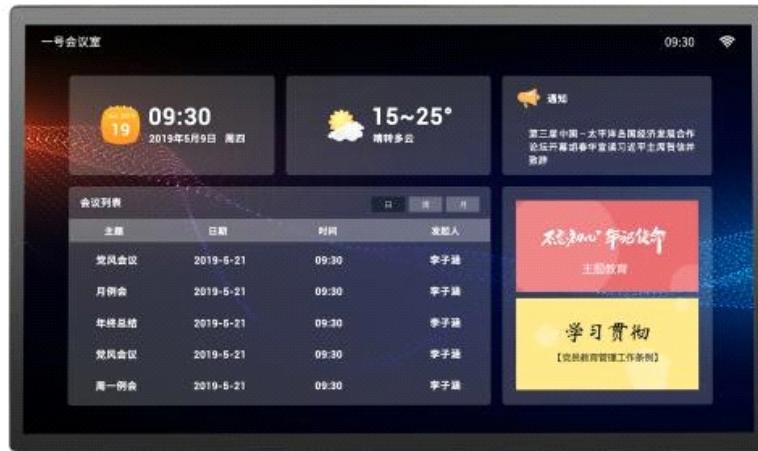 一号会议室
09:30
19
09:30
2019年5月9日 周四
15~25°
晴转多云
通知
第三届中国-太平洋岛国经济发展合作
论坛开幕胡春华宣读习近平主席贺信并
致辞
会议列表
日 周 月
主题 日期 时间 发起人
党风会议 2019-5-21 09:30 李子涵
月例会 2019-5-21 09:30 李子涵
年终总结 2019-5-21 09:30 李子涵
党风会议 2019-5-21 09:30 李子涵
周一例会 2019-5-21 09:30 李子涵
不忘初心 牢记使命
主题教育
学习贯彻
【党员教育管理工作条例】